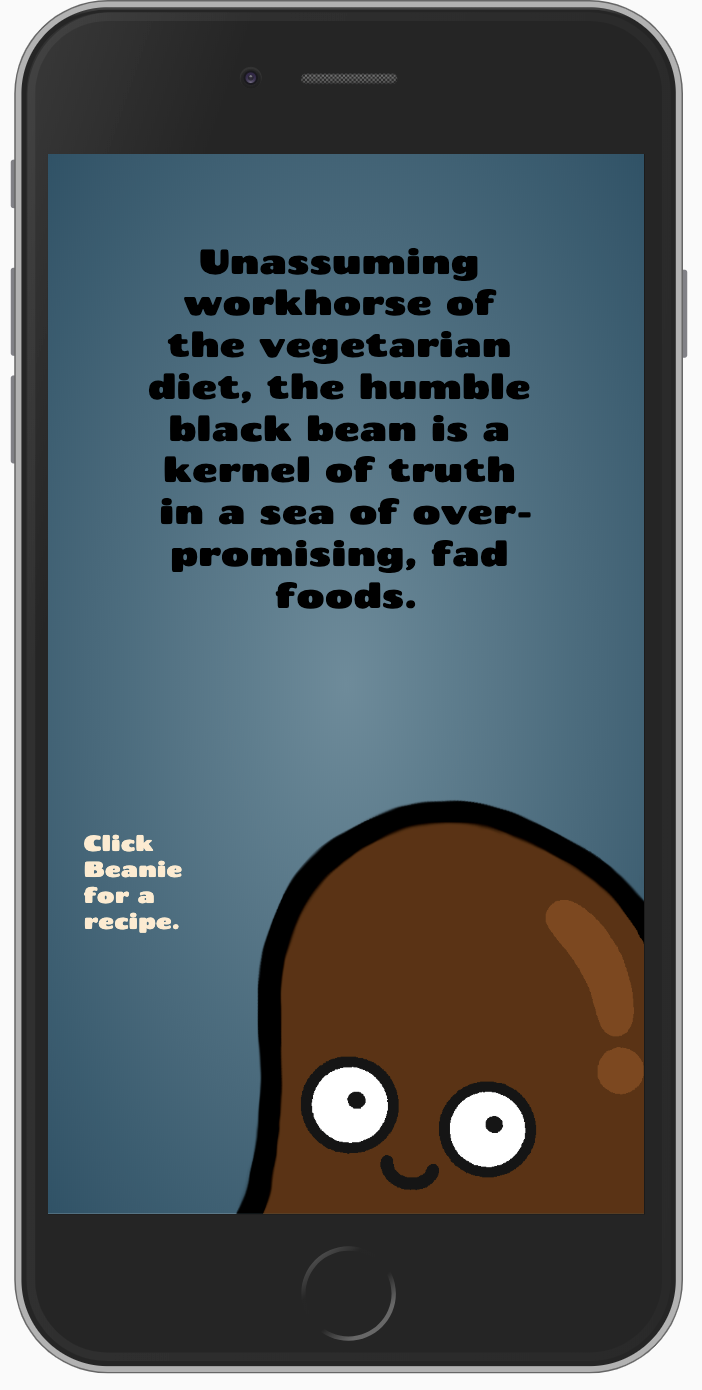 Unassuming
workhorse of
the vegetarian
diet, the humble
black bean is a
kernel of truth
in a sea of over-
promising, fad
foods.
Click
Beanie
for a
recipe.